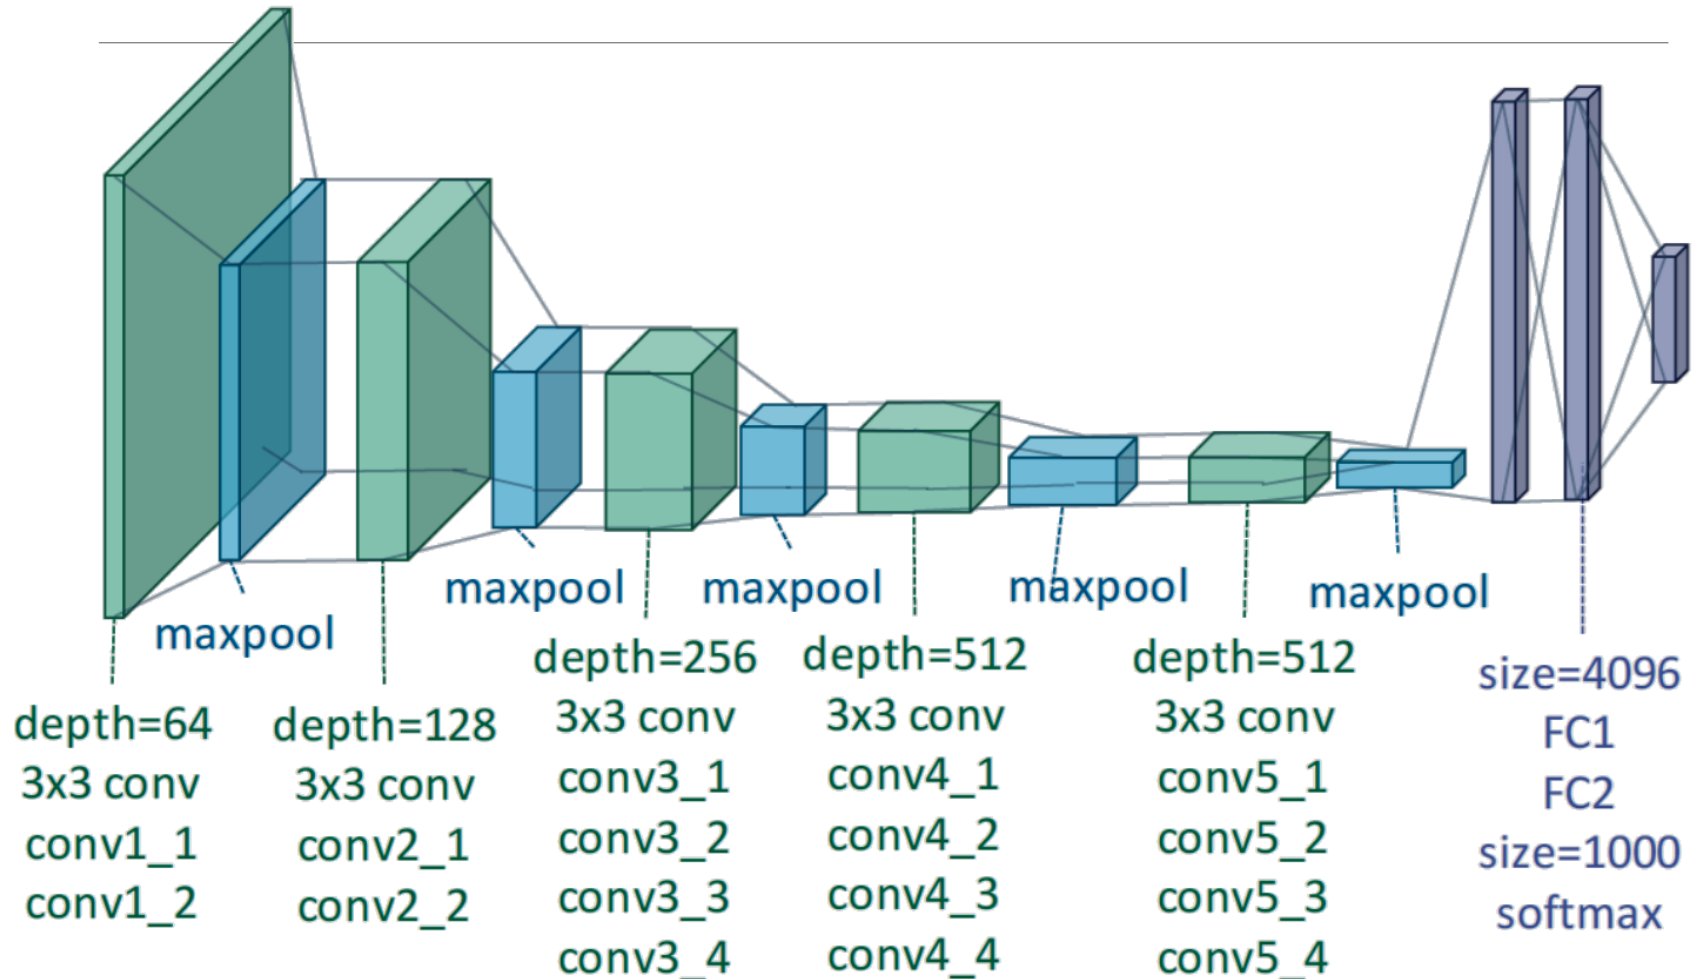 maxpool
maxpool
maxpool
maxpool
maxpool
depth=64
3x3 conv
conv1_1
conv1_2
depth=128
3x3 conv
conv2_1
conv2_2
depth=256
3x3 conv
conv3_1
conv3_2
conv3_3
conv3_4
depth=512
3x3 conv
conv4_1
conv4_2
conv4_3
conv4_4
depth=512
3x3 conv
conv5_1
conv5_2
conv5_3
conv5_4
size=4096
FC1
FC2
size=1000
softmax